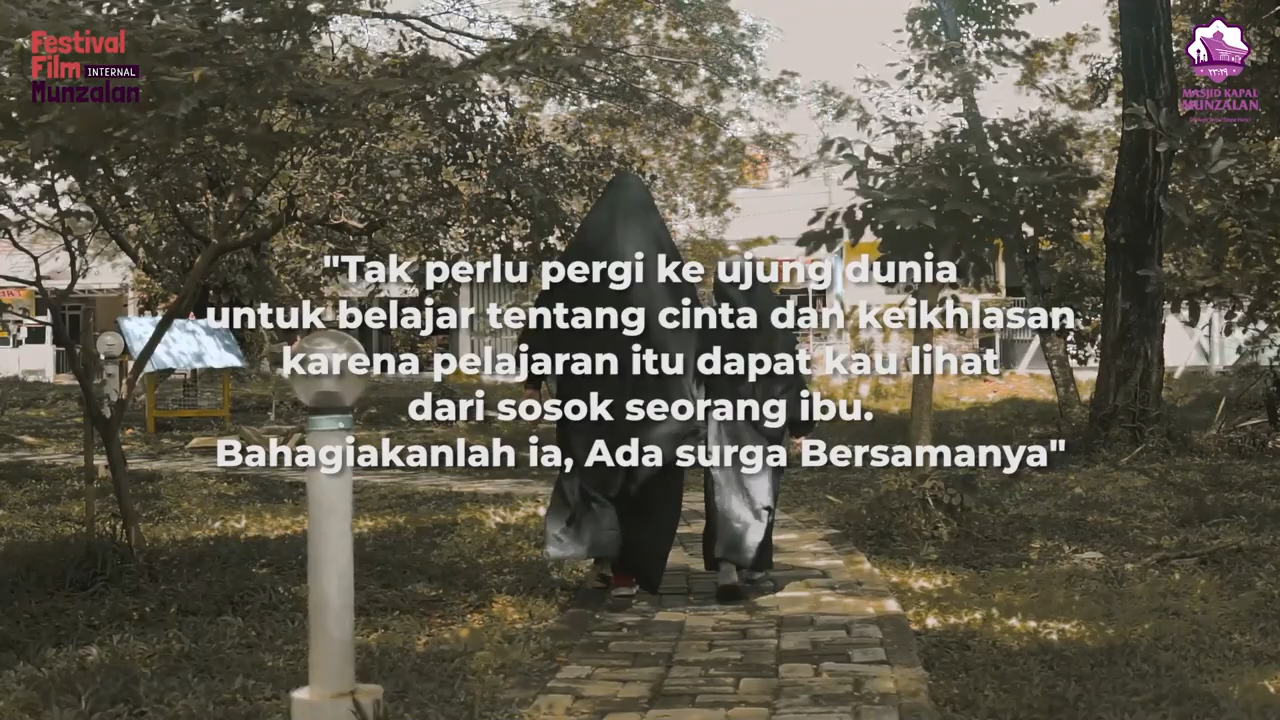 Festival
Film INTERNAL
Munzalan
MASJID KAPAL
MUNZALAN
"Tak perlu pergi ke ujung dunia
untuk belajar tentang cinta dan keikhlasan
karena pelajaran itu dapat kau lihat
dari sosok seorang ibu.
Bahagiakanlah ia, Ada surga Bersamanya"